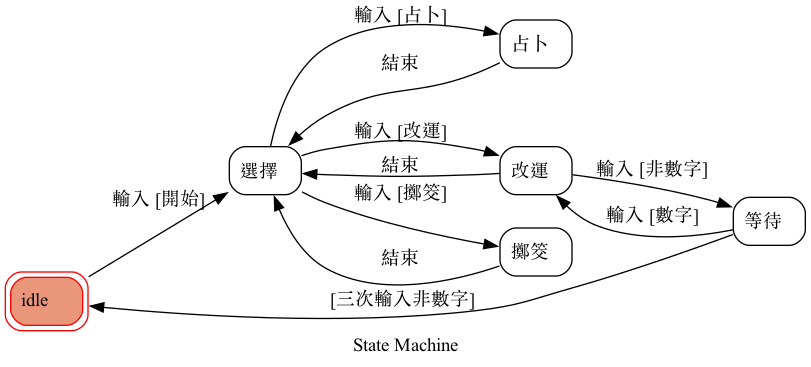 輸入 [占卜]
占卜
結束
輸入 [改運]
選擇
結束
改運
輸入 [非數字]
輸入 [開始]
輸入 [擲筊]
輸入 [數字]
等待
結束
擲筊
idle
[三次輸入非數字]
State Machine